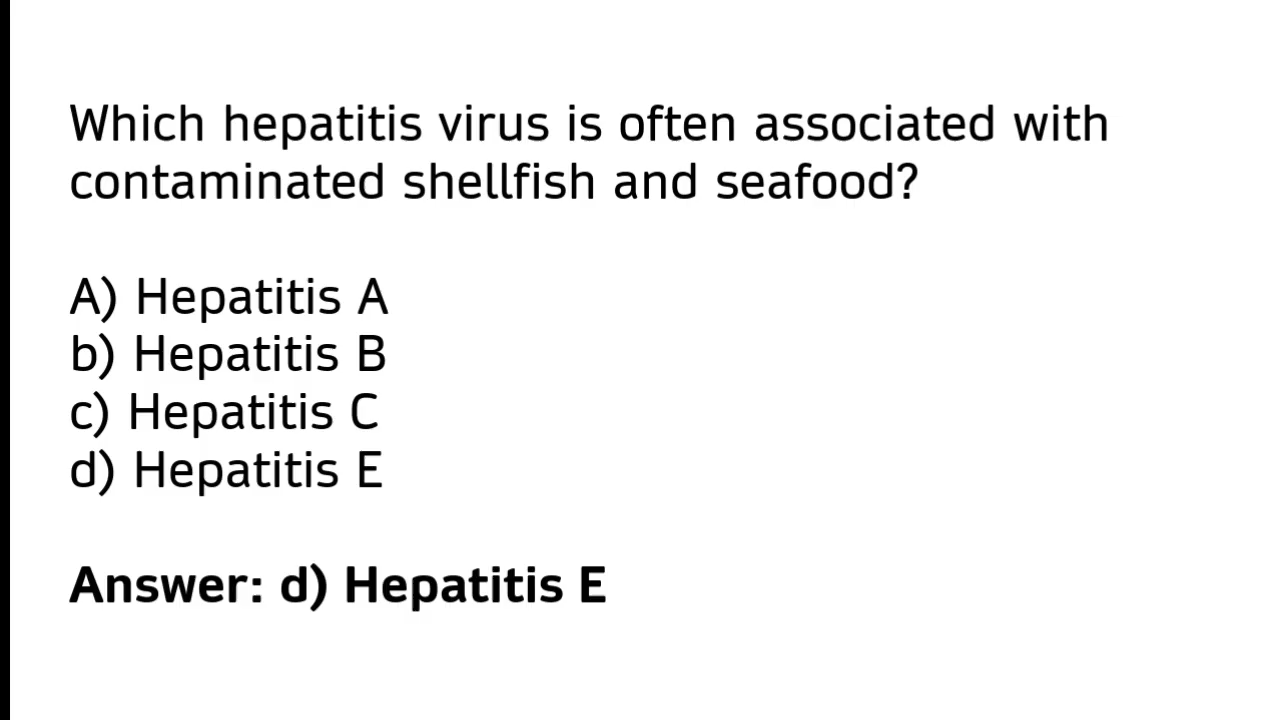 Which hepatitis virus is often associated with
contaminated shellfish and seafood?
A) Hepatitis A
b) Hepatitis B
c) Hepatitis C
d) Hepatitis E
Answer: d) Hepatitis E